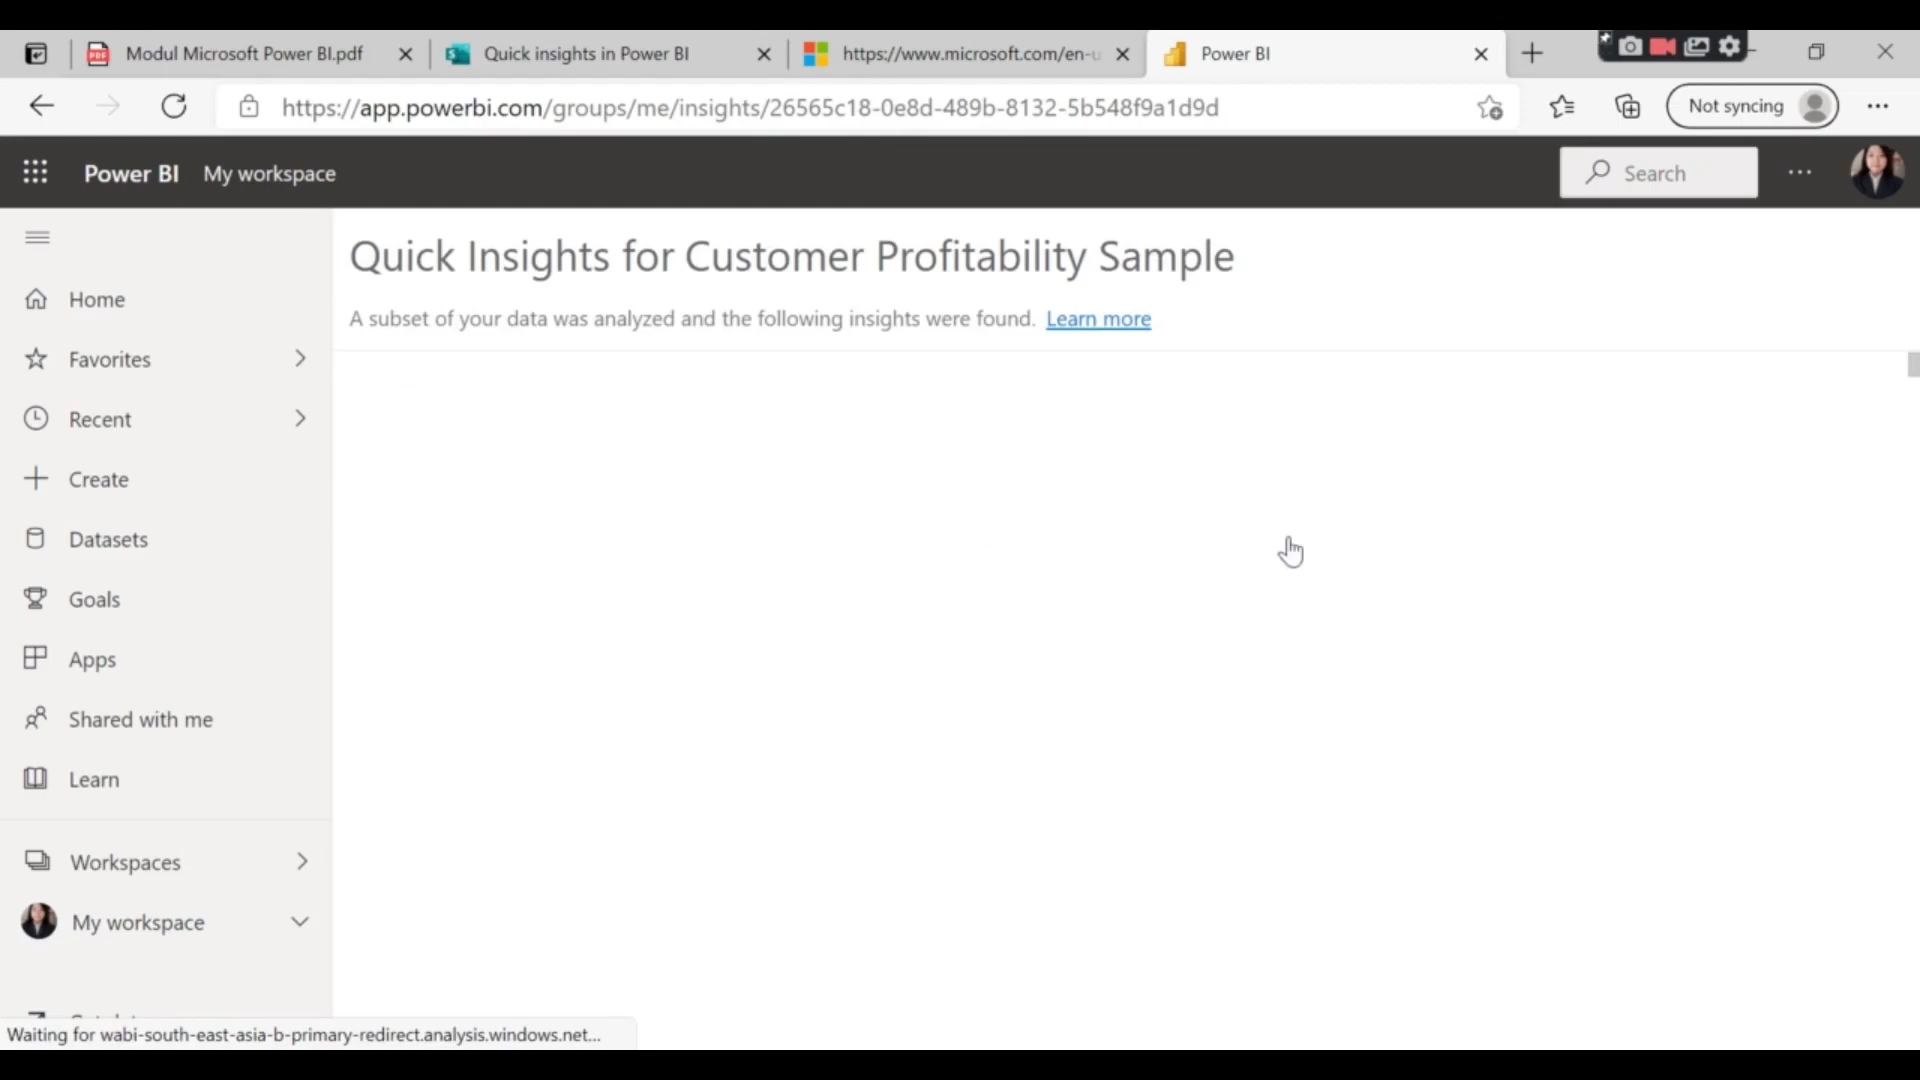 Modul Microsoft Power BI.pdf
Quick insights in Power BI
https://www.microsoft.com/en-u
Power BI
https://app.powerbi.com/groups/me/insights/26565c18-0e8d-489b-8132-5b548f9a1d9d
Not syncing
Power BI
My workspace
Search
Quick Insights for Customer Profitability Sample
A subset of your data was analyzed and the following insights were found. Learn more
Home
Favorites
Recent
Create
Datasets
Goals
Apps
Shared with me
Learn
Workspaces
My workspace
Waiting for wabi-south-east-asia-b-primary-redirect.analysis.windows.net...